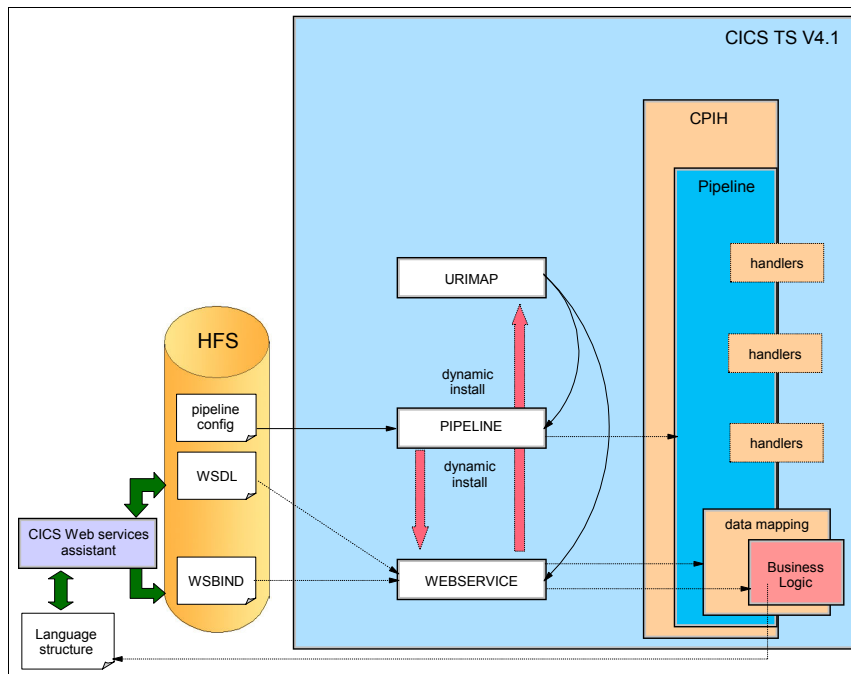 CICS TS V4.1
CPIH
Pipeline
handlers
URIMAP
HFS
handlers
dynamic
install
pipeline
config
PIPELINE
handlers
dynamic
install
WSDL
data mapping
CICS Web services
assistant
WSBIND
WEBSERVICE
Business
Logic
Language
structure